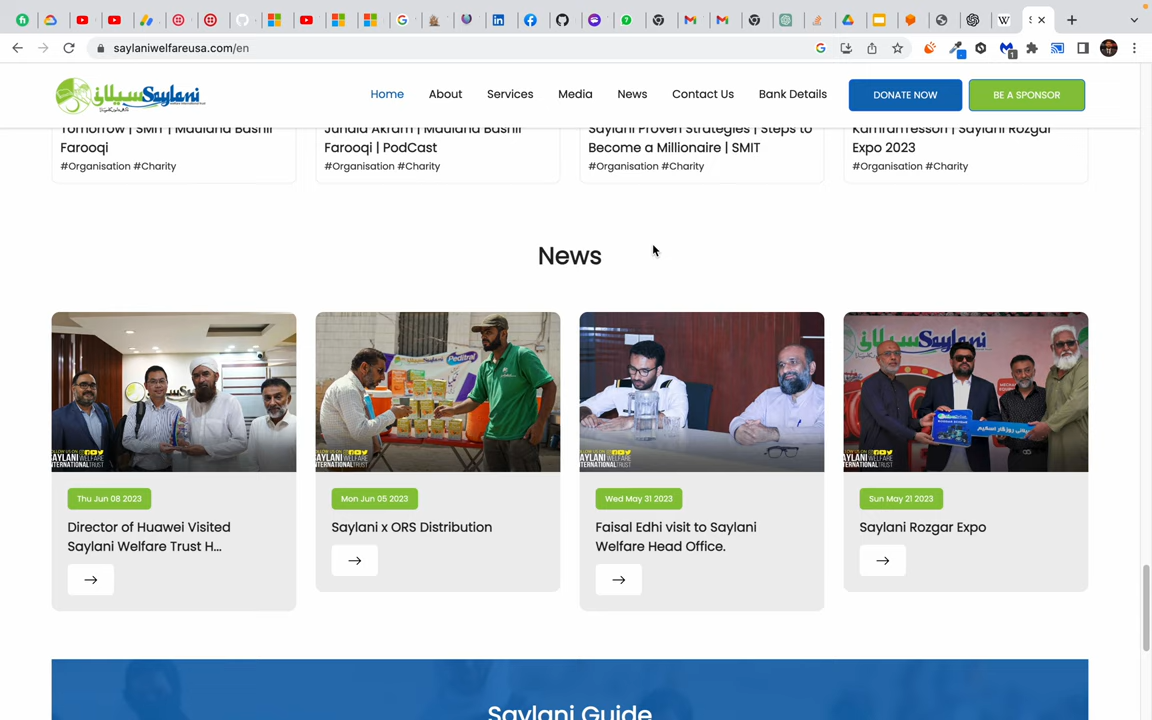 saylaniwelfareusa.com/en
سیلانی Saylani
Home About Services Media News Contact Us Bank Details DONATE NOW BE A SPONSOR
Tomorrow | SMIT | Maulana Bashir
Farooqi
#Organisation #Charity
Junaid Akram | Maulana Bashir
Farooqi | PodCast
#Organisation #Charity
Saylani Proven Strategies | Steps to
Become a Millionaire | SMIT
#Organisation #Charity
KamranTessori | Saylani Rozgar
Expo 2023
#Organisation #Charity
News
Thu Jun 08 2023
Director of Huawei Visited
Saylani Welfare Trust H...
Mon Jun 05 2023
Saylani x ORS Distribution
Wed May 31 2023
Faisal Edhi visit to Saylani
Welfare Head Office.
Sun May 21 2023
Saylani Rozgar Expo
Saylani Guide